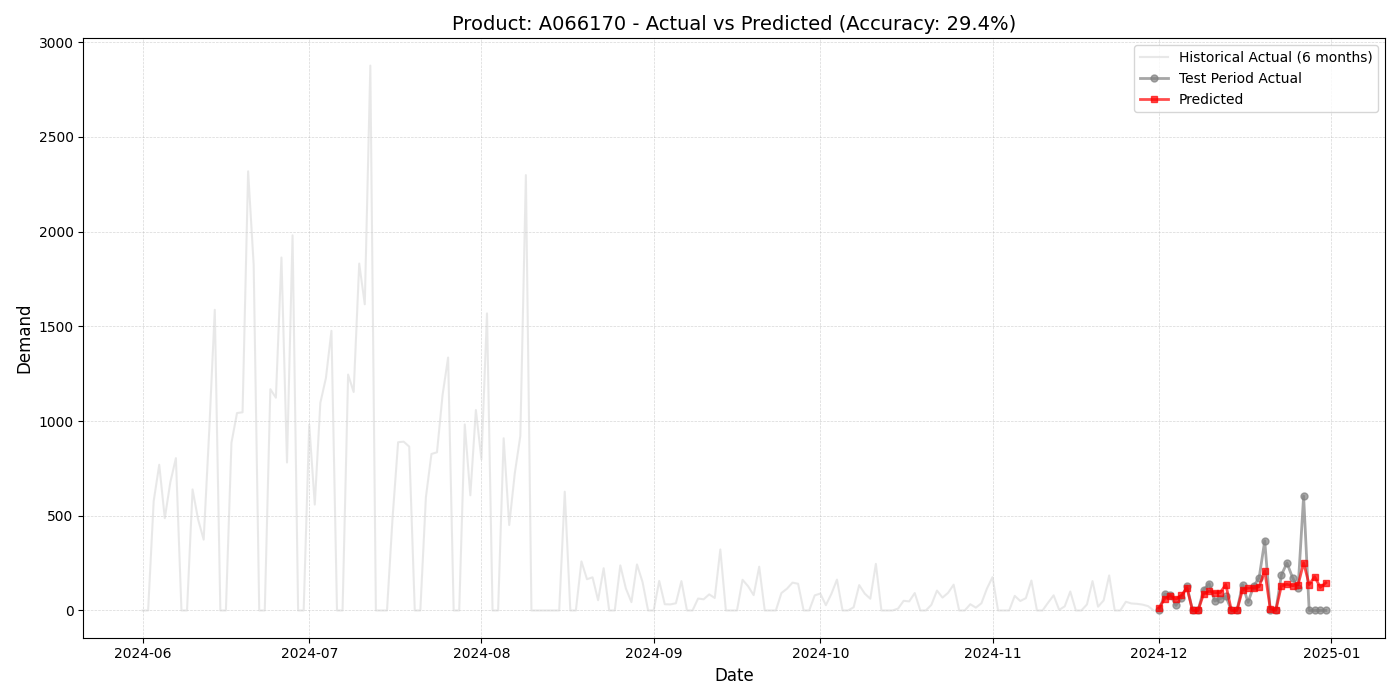 Product: A066170 - Actual vs Predicted (Accuracy: 29.4%)
Historical Actual (6 months)
Test Period Actual
Predicted
Demand
3000
2500
2000
1500
1000
500
0
2024-06
2024-07
2024-08
2024-09
2024-10
2024-11
2024-12
2025-01
Date